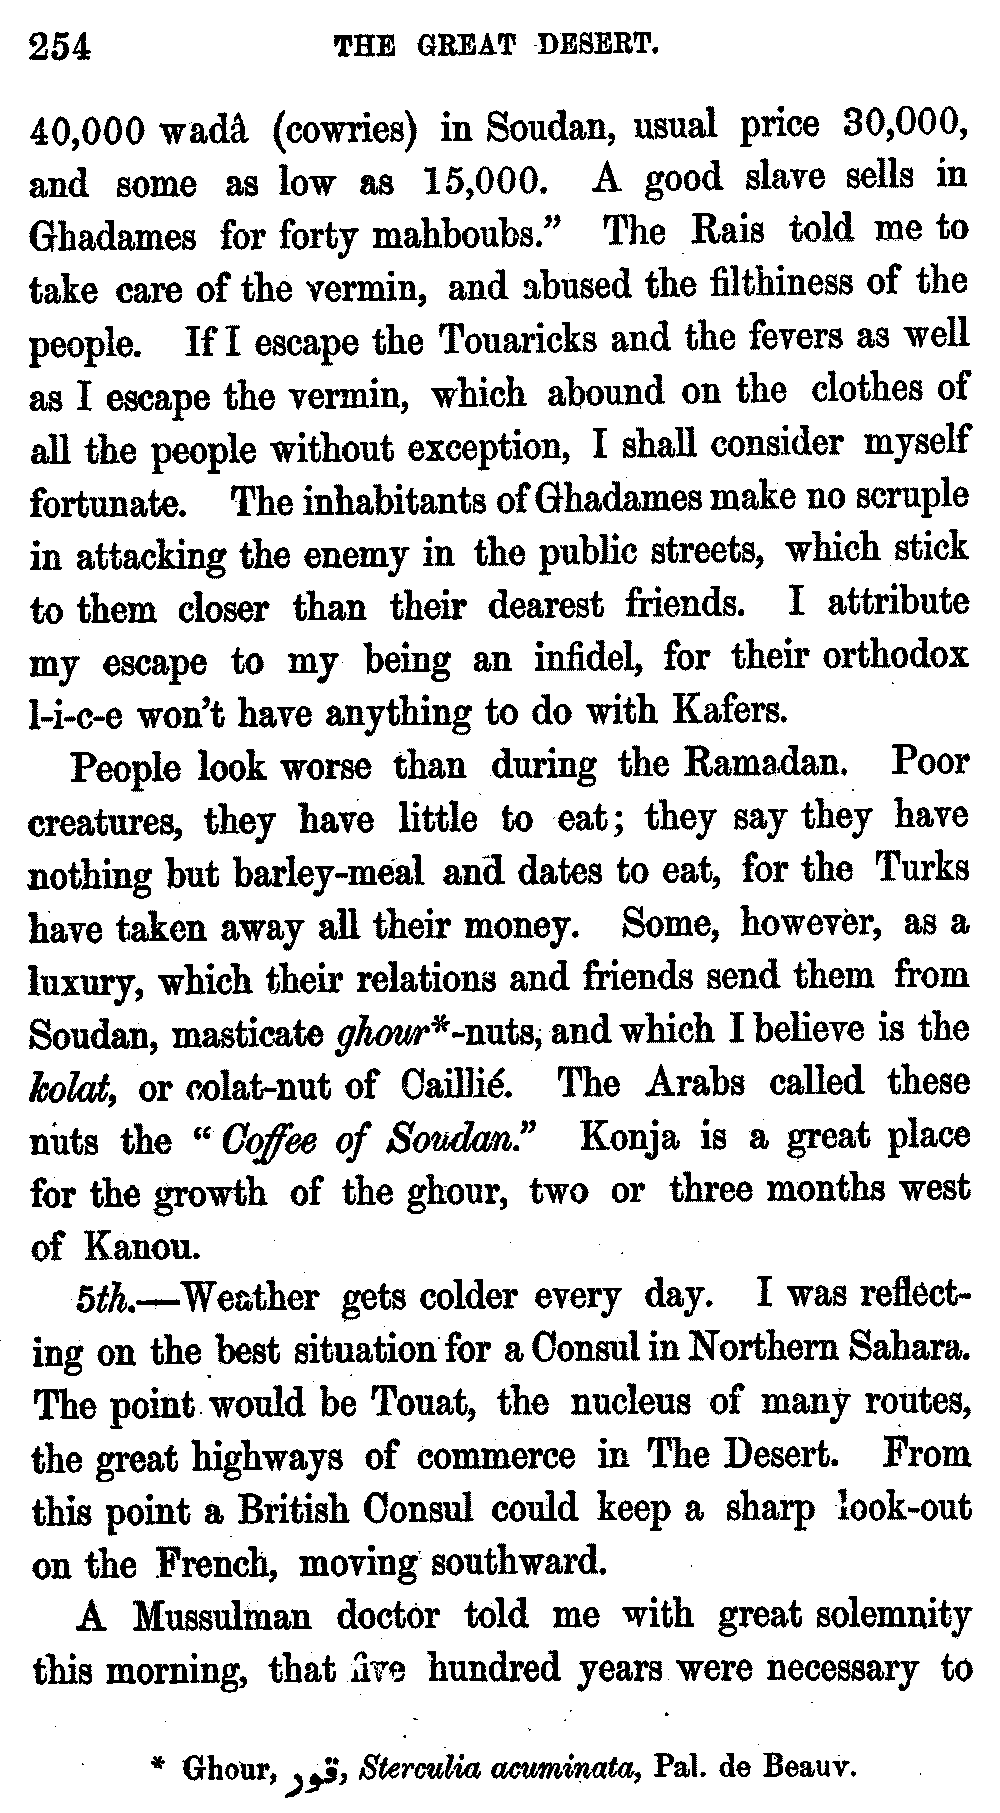 254 THE GREAT DESERT.
40,000 wadâ (cowries) in Soudan, usual price 30,000,
and some as low as 15,000. A good slave sells in
Ghadames for forty mahboubs.” The Rais told me to
take care of the vermin, and abused the filthiness of the
people. If I escape the Touaricks and the fevers as well
as I escape the vermin, which abound on the clothes of
all the people without exception, I shall consider myself
fortunate. The inhabitants of Ghadames make no scruple
in attacking the enemy in the public streets, which stick
to them closer than their dearest friends. I attribute
my escape to my being an infidel, for their orthodox
l-i-c-e won’t have anything to do with Kafers.
People look worse than during the Ramadan. Poor
creatures, they have little to eat; they say they have
nothing but barley-meal and dates to eat, for the Turks
have taken away all their money. Some, however, as a
luxury, which their relations and friends send them from
Soudan, masticate ghour*-nuts, and which I believe is the
kolat, or colat-nut of Caillié. The Arabs called these
nuts the “Coffee of Soudan.” Konja is a great place
for the growth of the ghour, two or three months west
of Kanou.
5th.—Weather gets colder every day. I was reflect-
ing on the best situation for a Consul in Northern Sahara.
The point would be Touat, the nucleus of many routes,
the great highways of commerce in The Desert. From
this point a British Consul could keep a sharp look-out
on the French, moving southward.
A Mussulman doctor told me with great solemnity
this morning, that five hundred years were necessary to
* Ghour, قور, Sterculia acuminata, Pal. de Beauv.